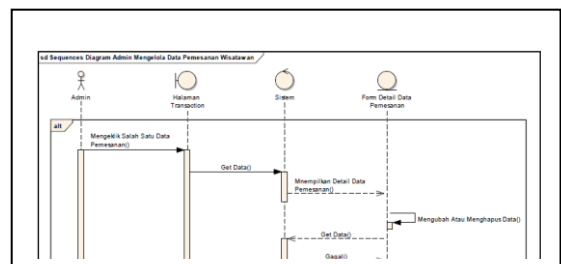 sd Sequences Diagram Admin Mengelola Data Pemesanan Wisatawan
Admin
Halaman
Transaction
Sistem
Form Detail Data
Pemesanan
alt
Mengeklik Salah Satu Data
Pemesanan()
Get Data()
Mnempilkan Detail Data
Pemesanan()
Mengubah Atau Menghapus Data()
Get Data()
Gagal()